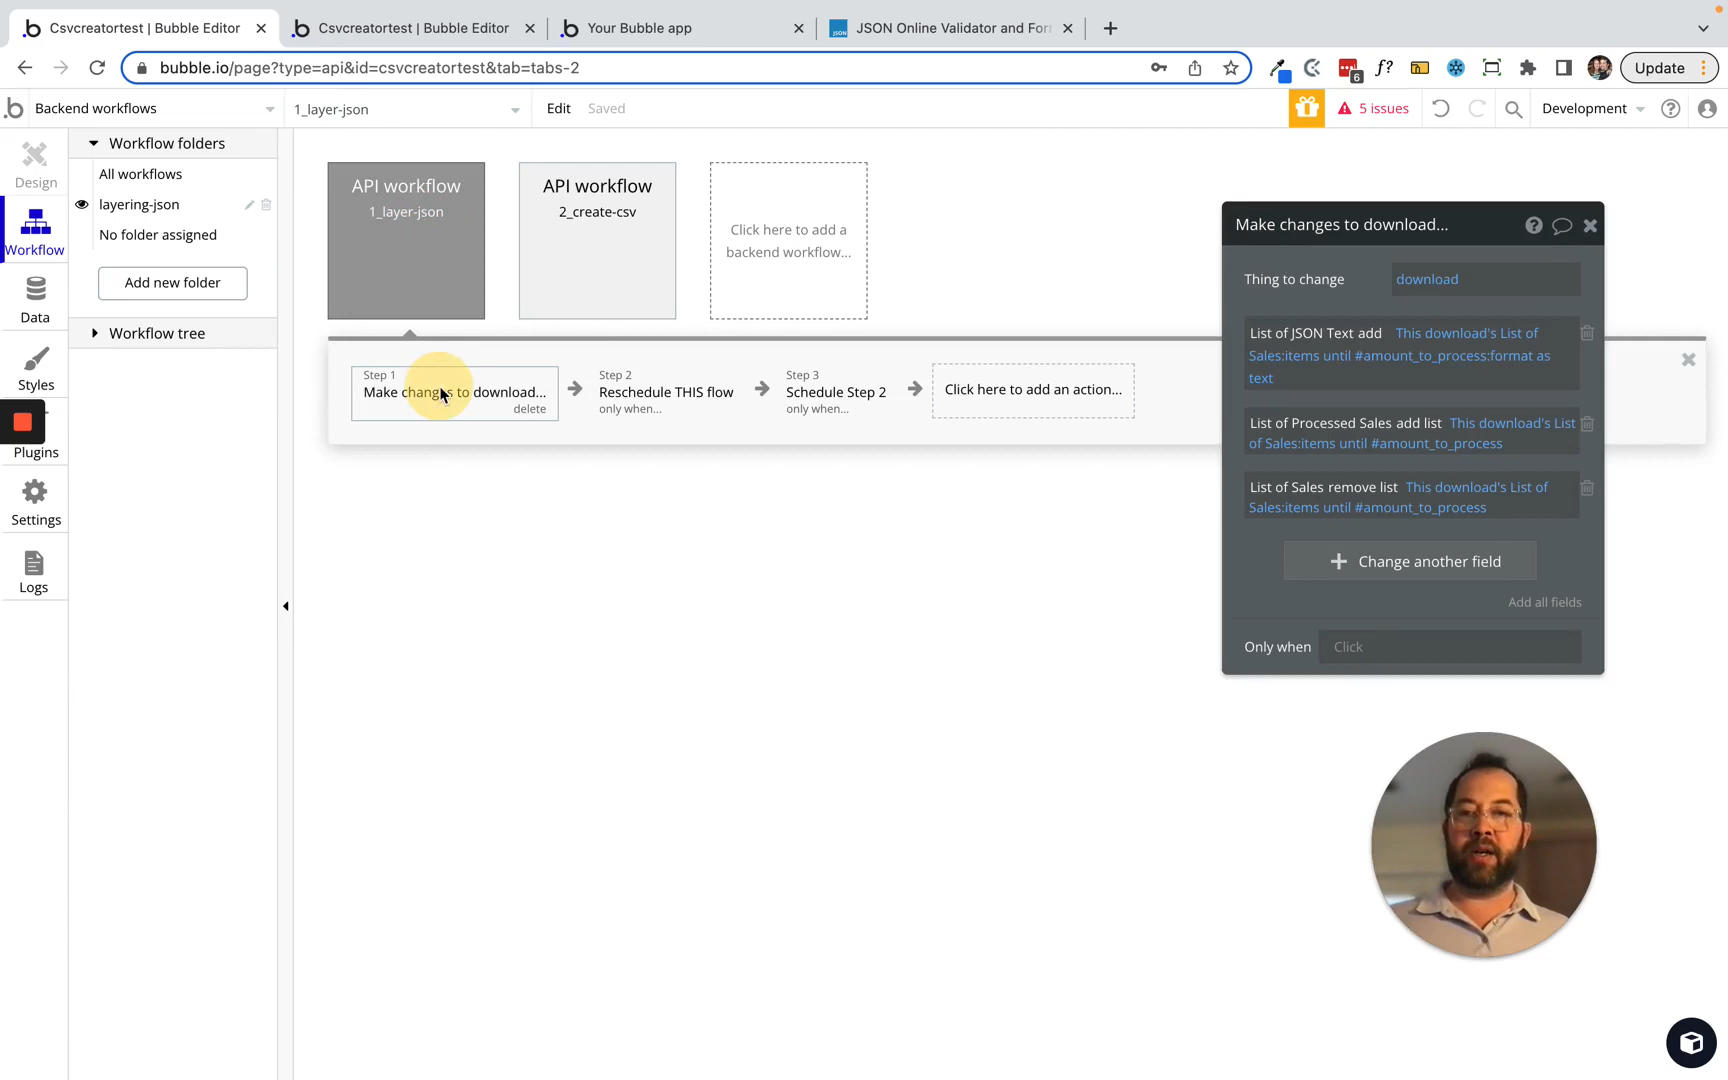 Csvcreatortest | Bubble Editor
Csvcreatortest | Bubble Editor
Your Bubble app
JSON Online Validator and For
bubble.io/page?type=api&id=csvcreatortest&tab=tabs-2
6
f?
Update
Backend workflows
1_layer-json
Edit
Saved
5 issues
Development
Design
Workflow
Data
Styles
Plugins
Settings
Logs
Workflow folders
All workflows
layering-json
No folder assigned
Add new folder
Workflow tree
API workflow
1_layer-json
API workflow
2_create-csv
Click here to add a
backend workflow...
Step 1
Make changes to download...
delete
Step 2
Reschedule THIS flow
only when...
Step 3
Schedule Step 2
only when...
Click here to add an action...
Make changes to download...
Thing to change
download
List of JSON Text add This download's List of
Sales:items until #amount_to_process:format as
text
List of Processed Sales add list This download's List
of Sales:items until #amount_to_process
List of Sales remove list This download's List of
Sales:items until #amount_to_process
Change another field
Add all fields
Only when
Click